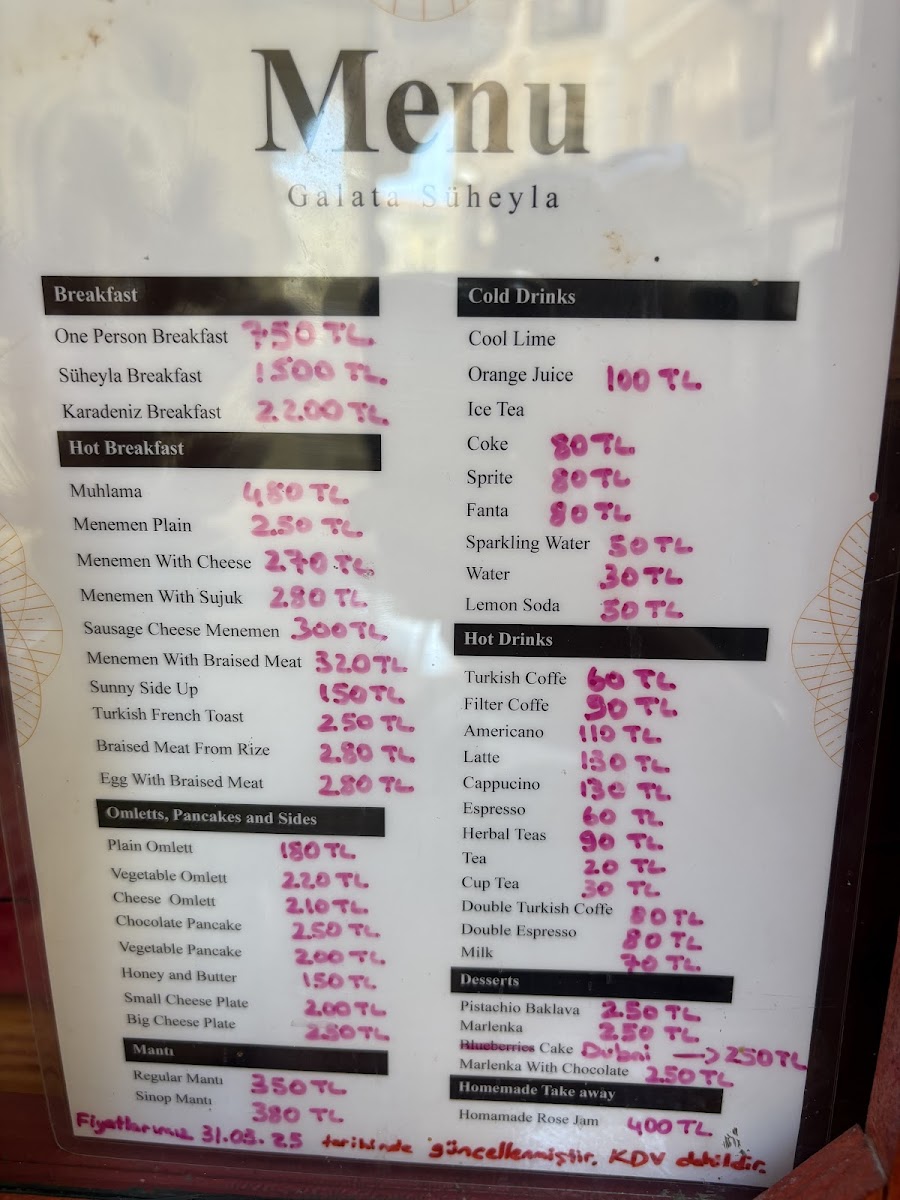 Menu
Galata Süheyla
Breakfast
One Person Breakfast 750 TL.
Süheyla Breakfast 1500 TL.
Karadeniz Breakfast 2200 TL.
Hot Breakfast
Muhlama 480 TL
Menemen Plain 250 TL
Menemen With Cheese 270 TL
Menemen With Sujuk 280 TL
Sausage Cheese Menemen 300 TL
Menemen With Braised Meat 320 TL
Sunny Side Up 150 TL
Turkish French Toast 250 TL
Braised Meat From Rize 280 TL
Egg With Braised Meat 280 TL
Omletts, Pancakes and Sides
Plain Omlett 180 TL
Vegetable Omlett 220 TL
Cheese Omlett 210 TL
Chocolate Pancake 250 TL
Vegetable Pancake 200 TL
Honey and Butter 150 TL
Small Cheese Plate 200 TL
Big Cheese Plate 250 TL
Mantı
Regular Mantı 350 TL
Sinop Mantı 380 TL
Cold Drinks
Cool Lime
Orange Juice 100 TL
Ice Tea
Coke 80 TL
Sprite 80 TL
Fanta 80 TL
Sparkling Water 50 TL
Water 30 TL
Lemon Soda 50 TL
Hot Drinks
Turkish Coffe 60 TL
Filter Coffe 90 TL
Americano 110 TL
Latte 130 TL
Cappucino 130 TL
Espresso 60 TL
Herbal Teas 90 TL
Tea 20 TL
Cup Tea 30 TL
Double Turkish Coffe 80 TL
Double Espresso 80 TL
Milk 70 TL
Desserts
Pistachio Baklava 250 TL
Marlenka 250 TL
Blueberries Cake Dubai → 250 TL
Marlenka With Chocolate 250 TL
Homemade Take away
Homamade Rose Jam 400 TL
Fiyatlarımız 31.05.25 tarihinde güncellenmiştir. KDV dahildir.